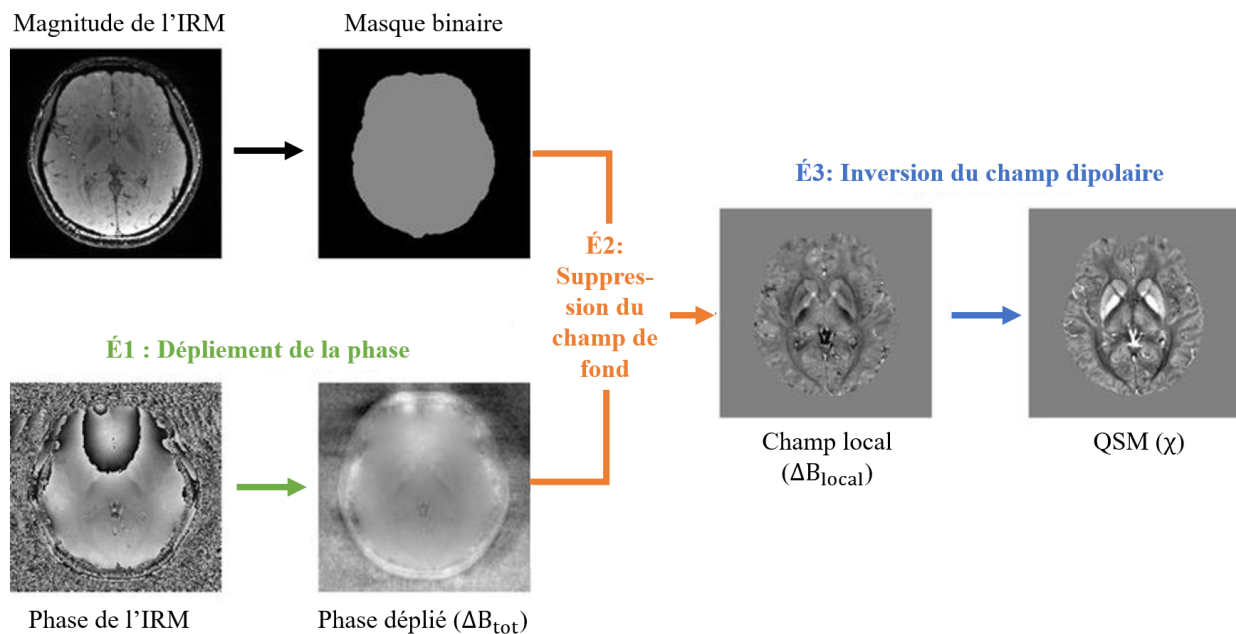 Magnitude de l’IRM
Masque binaire
É3: Inversion du champ dipolaire
É2:
Suppres-
sion du
champ de
fond
É1 : Dépliement de la phase
Champ local
(ΔB_local)
QSM (χ)
Phase de l’IRM
Phase déplié (ΔB_tot)